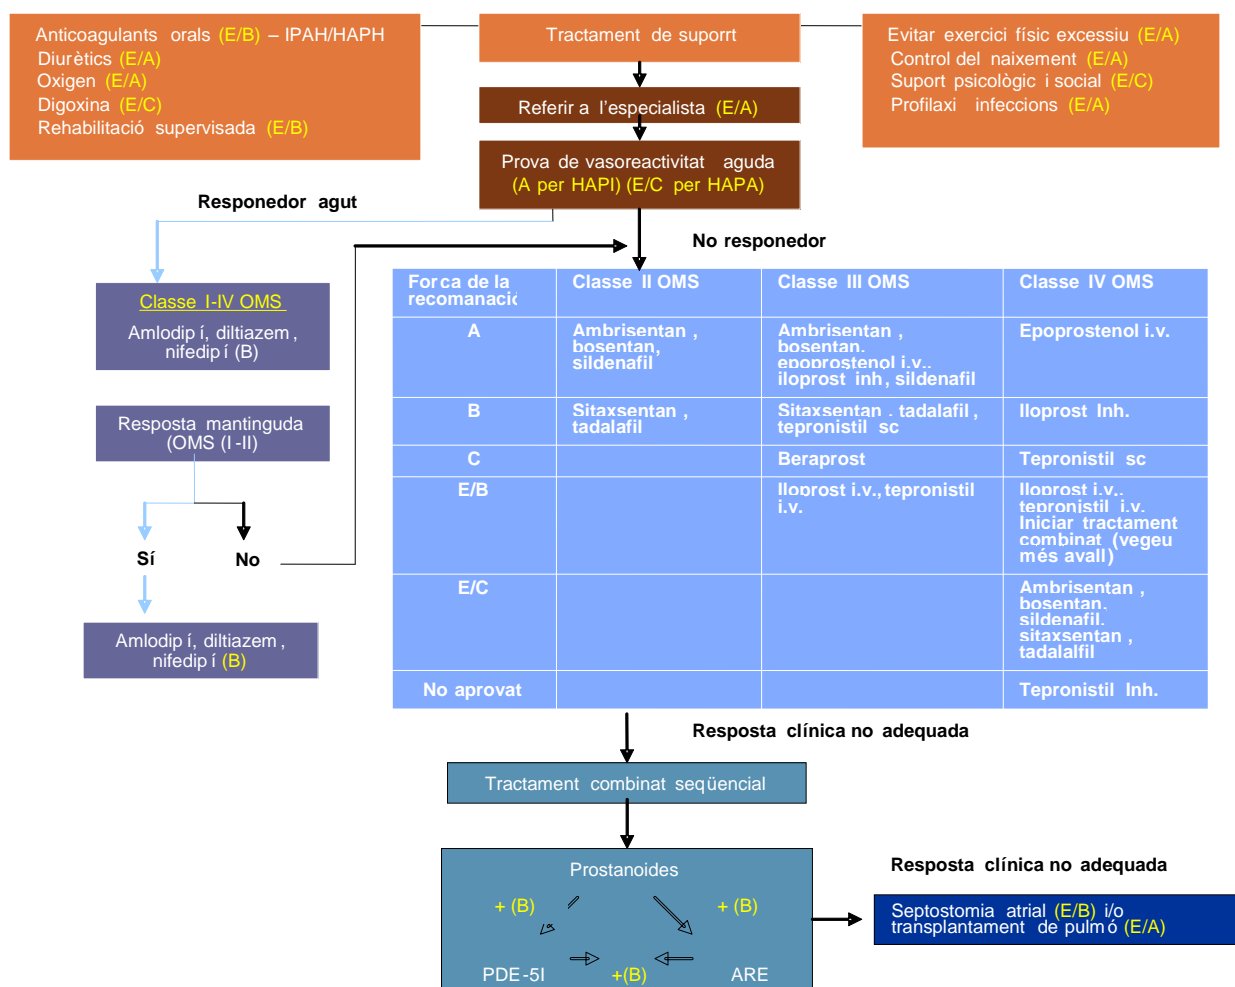 Anticoagulants orals (E/B) – IPAH/HAPH
Diürètics (E/A)
Oxigen (E/A)
Digoxina (E/C)
Rehabilitació supervisada (E/B)
Tractament de suporrt
Evitar exercici físic excessiu (E/A)
Control del naixement (E/A)
Suport psicològic i social (E/C)
Profilaxi infeccions (E/A)
Referir a l'especialista (E/A)
Prova de vasoreactivitat aguda
(A per HAPI) (E/C per HAPA)
Responedor agut
No responedor
Classe I-IV OMS
Amlodipí, diltiazem,
nifedipí (B)
Resposta mantinguda
(OMS (I-II)
Sí
No
Amlodipí, diltiazem,
nifedipí (B)
Forca de la
recomanació
Classe II OMS
Classe III OMS
Classe IV OMS
A
Ambrisentan,
bosentan,
sildenafil
Ambrisentan,
bosentan,
epoprostenol i.v.,
iloprost inh, sildenafil
Epoprostenol i.v.
B
Sitaxsentan,
tadalafil
Sitaxsentan, tadalafil,
tepronistil sc
Iloprost Inh.
C
Beraprost
Tepronistil sc
E/B
Iloprost i.v., tepronistil
i.v.
Iloprost i.v.,
tepronistil i.v.
Iniciar tractament
combinat (vegeu
més avall)
E/C
Ambrisentan,
bosentan,
sildenafil,
sitaxsentan,
tadalalfil
No aprovat
Tepronistil Inh.
Resposta clínica no adequada
Tractament combinat seqüencial
Prostanoides
+ (B)
+ (B)
PDE-5I
+(B)
ARE
Resposta clínica no adequada
Septostomia atrial (E/B) i/o
transplantament de pulmó (E/A)